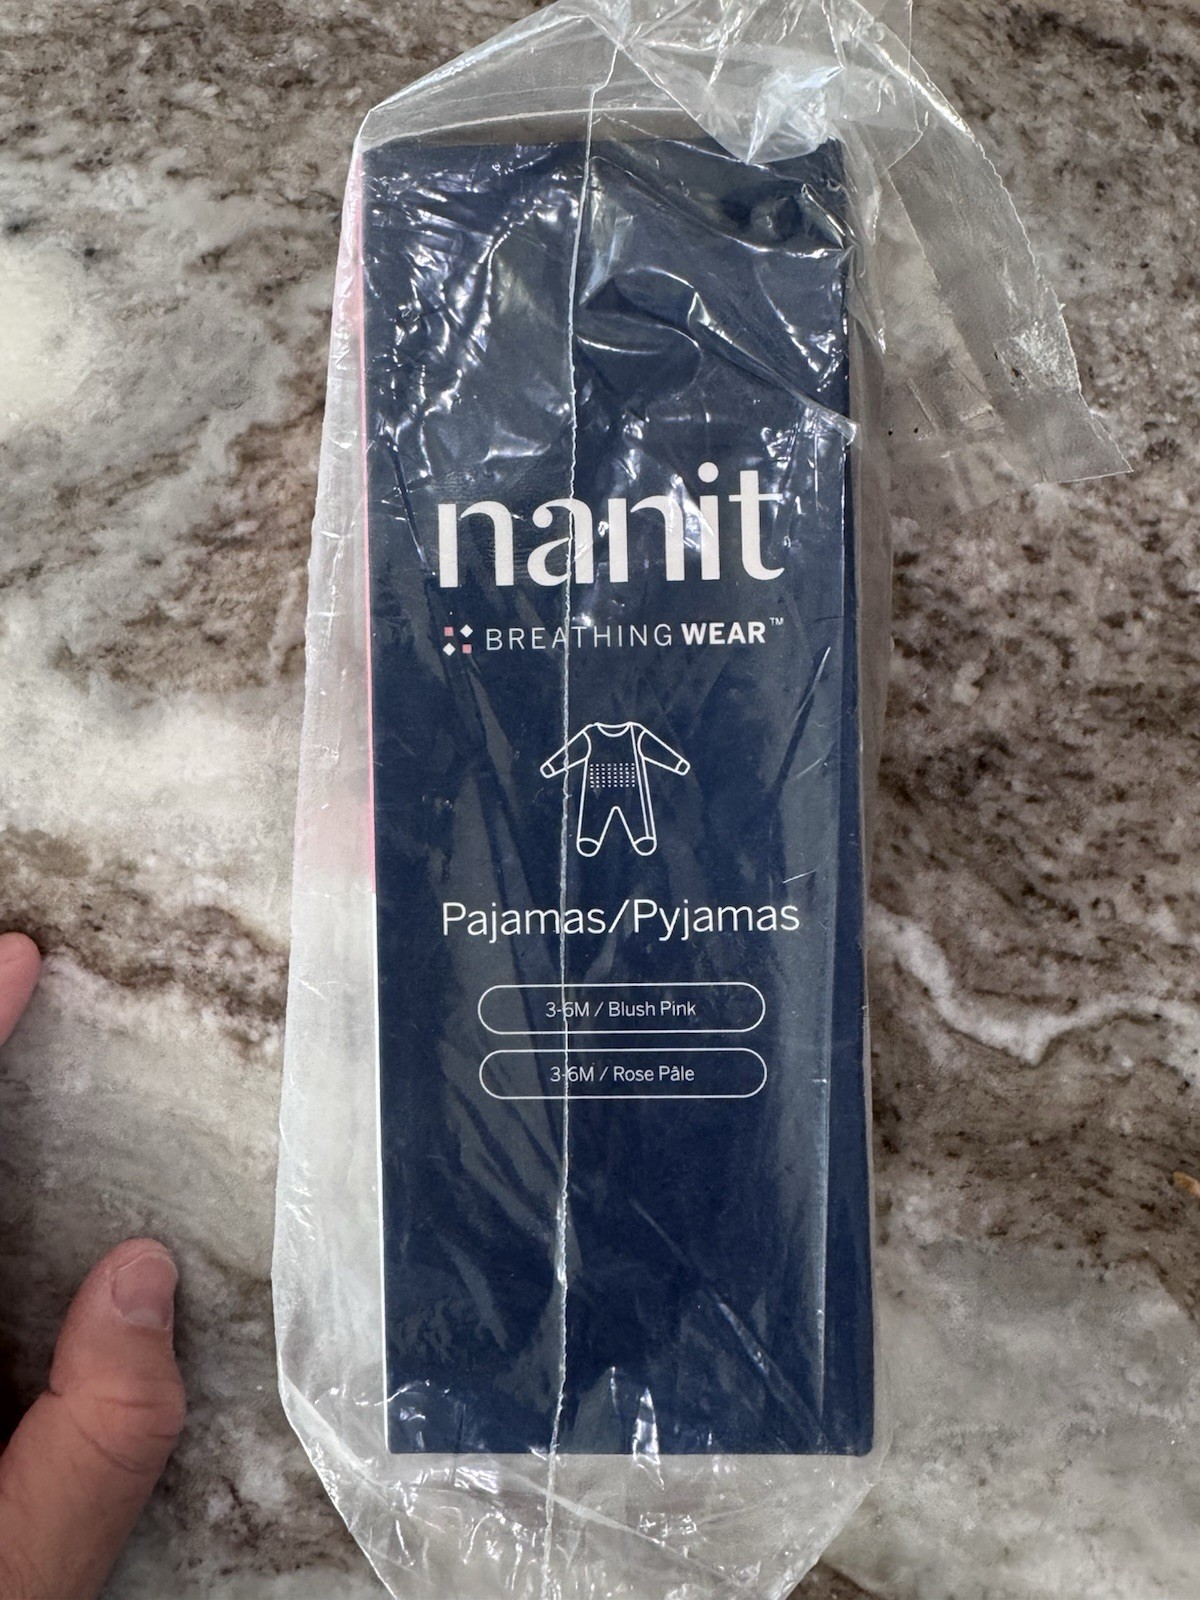 nanit
BREATHING WEAR™
Pajamas/Pyjamas
3-6M / Blush Pink
3-6M / Rose Pâle